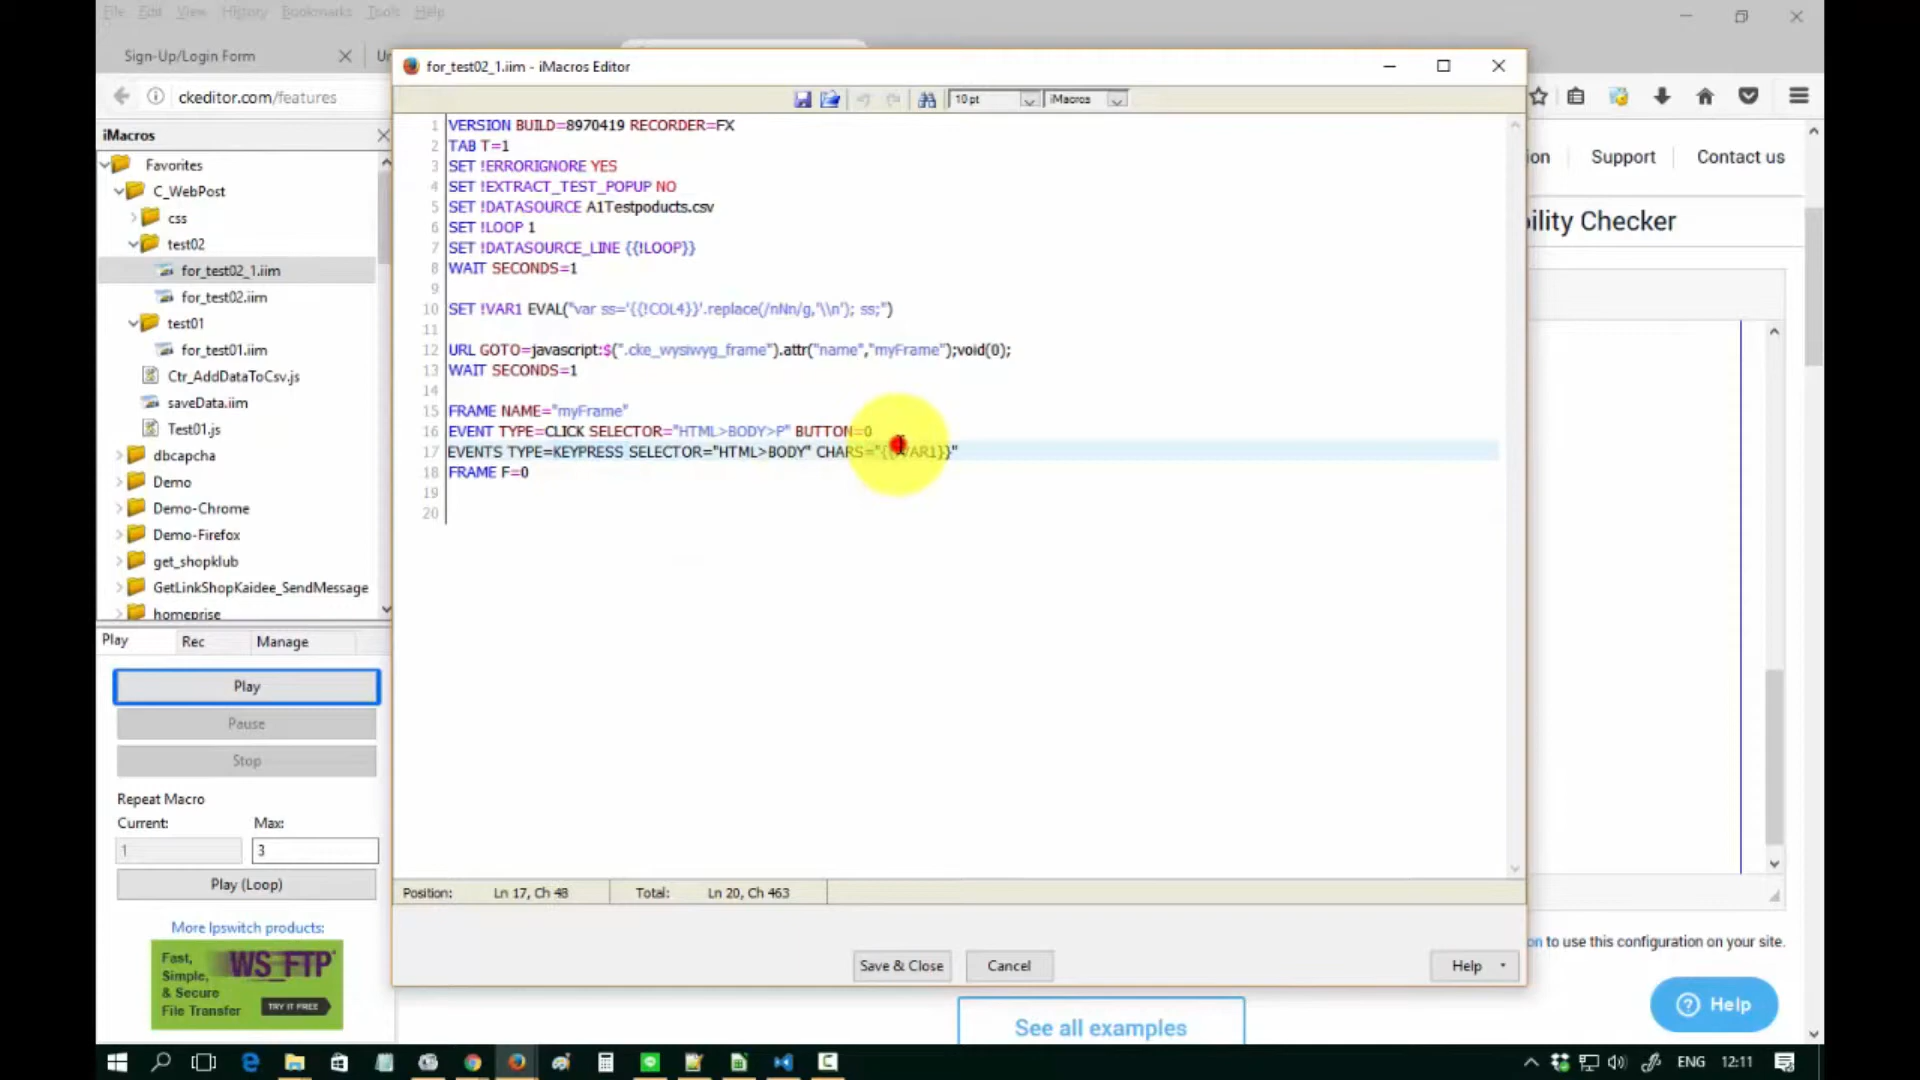 File Edit View History Bookmarks Tools Help
Sign-Up/Login Form
ckeditor.com/features
iMacros
Favorites
C_WebPost
css
test02
for_test02_1.iim
for_test02.iim
test01
for_test01.iim
Ctr_AddDataToCsv.js
saveData.iim
Test01.js
dbcapcha
Demo
Demo-Chrome
Demo-Firefox
get_shopklub
GetLinkShopKaidee_SendMessage
homeprise
Play Rec Manage
Play
Pause
Stop
Repeat Macro
Current: Max:
1 3
Play (Loop)
More Ipswitch products:
Fast,
Simple,
& Secure
File Transfer
WS_FTP
TRY IT FREE
for_test02_1.iim - iMacros Editor
10pt iMacros
1 VERSION BUILD=8970419 RECORDER=FX
2 TAB T=1
3 SET !ERRORIGNORE YES
4 SET !EXTRACT_TEST_POPUP NO
5 SET !DATASOURCE A1Testpoducts.csv
6 SET !LOOP 1
7 SET !DATASOURCE_LINE {{!LOOP}}
8 WAIT SECONDS=1
9
10 SET !VAR1 EVAL("var ss='{{!COL4}}'.replace(/nNn/g,'\\n'); ss;")
11
12 URL GOTO=javascript:$(".cke_wysiwyg_frame").attr("name","myFrame");void(0);
13 WAIT SECONDS=1
14
15 FRAME NAME="myFrame"
16 EVENT TYPE=CLICK SELECTOR="HTML>BODY>P" BUTTON=0
17 EVENTS TYPE=KEYPRESS SELECTOR="HTML>BODY" CHARS="{{!VAR1}}"
18 FRAME F=0
19
20
Position: Ln 17, Ch 48 Total: Ln 20, Ch 463
Save & Close Cancel Help
Support Contact us
ility Checker
to use this configuration on your site.
Help
See all examples
ENG 12:11